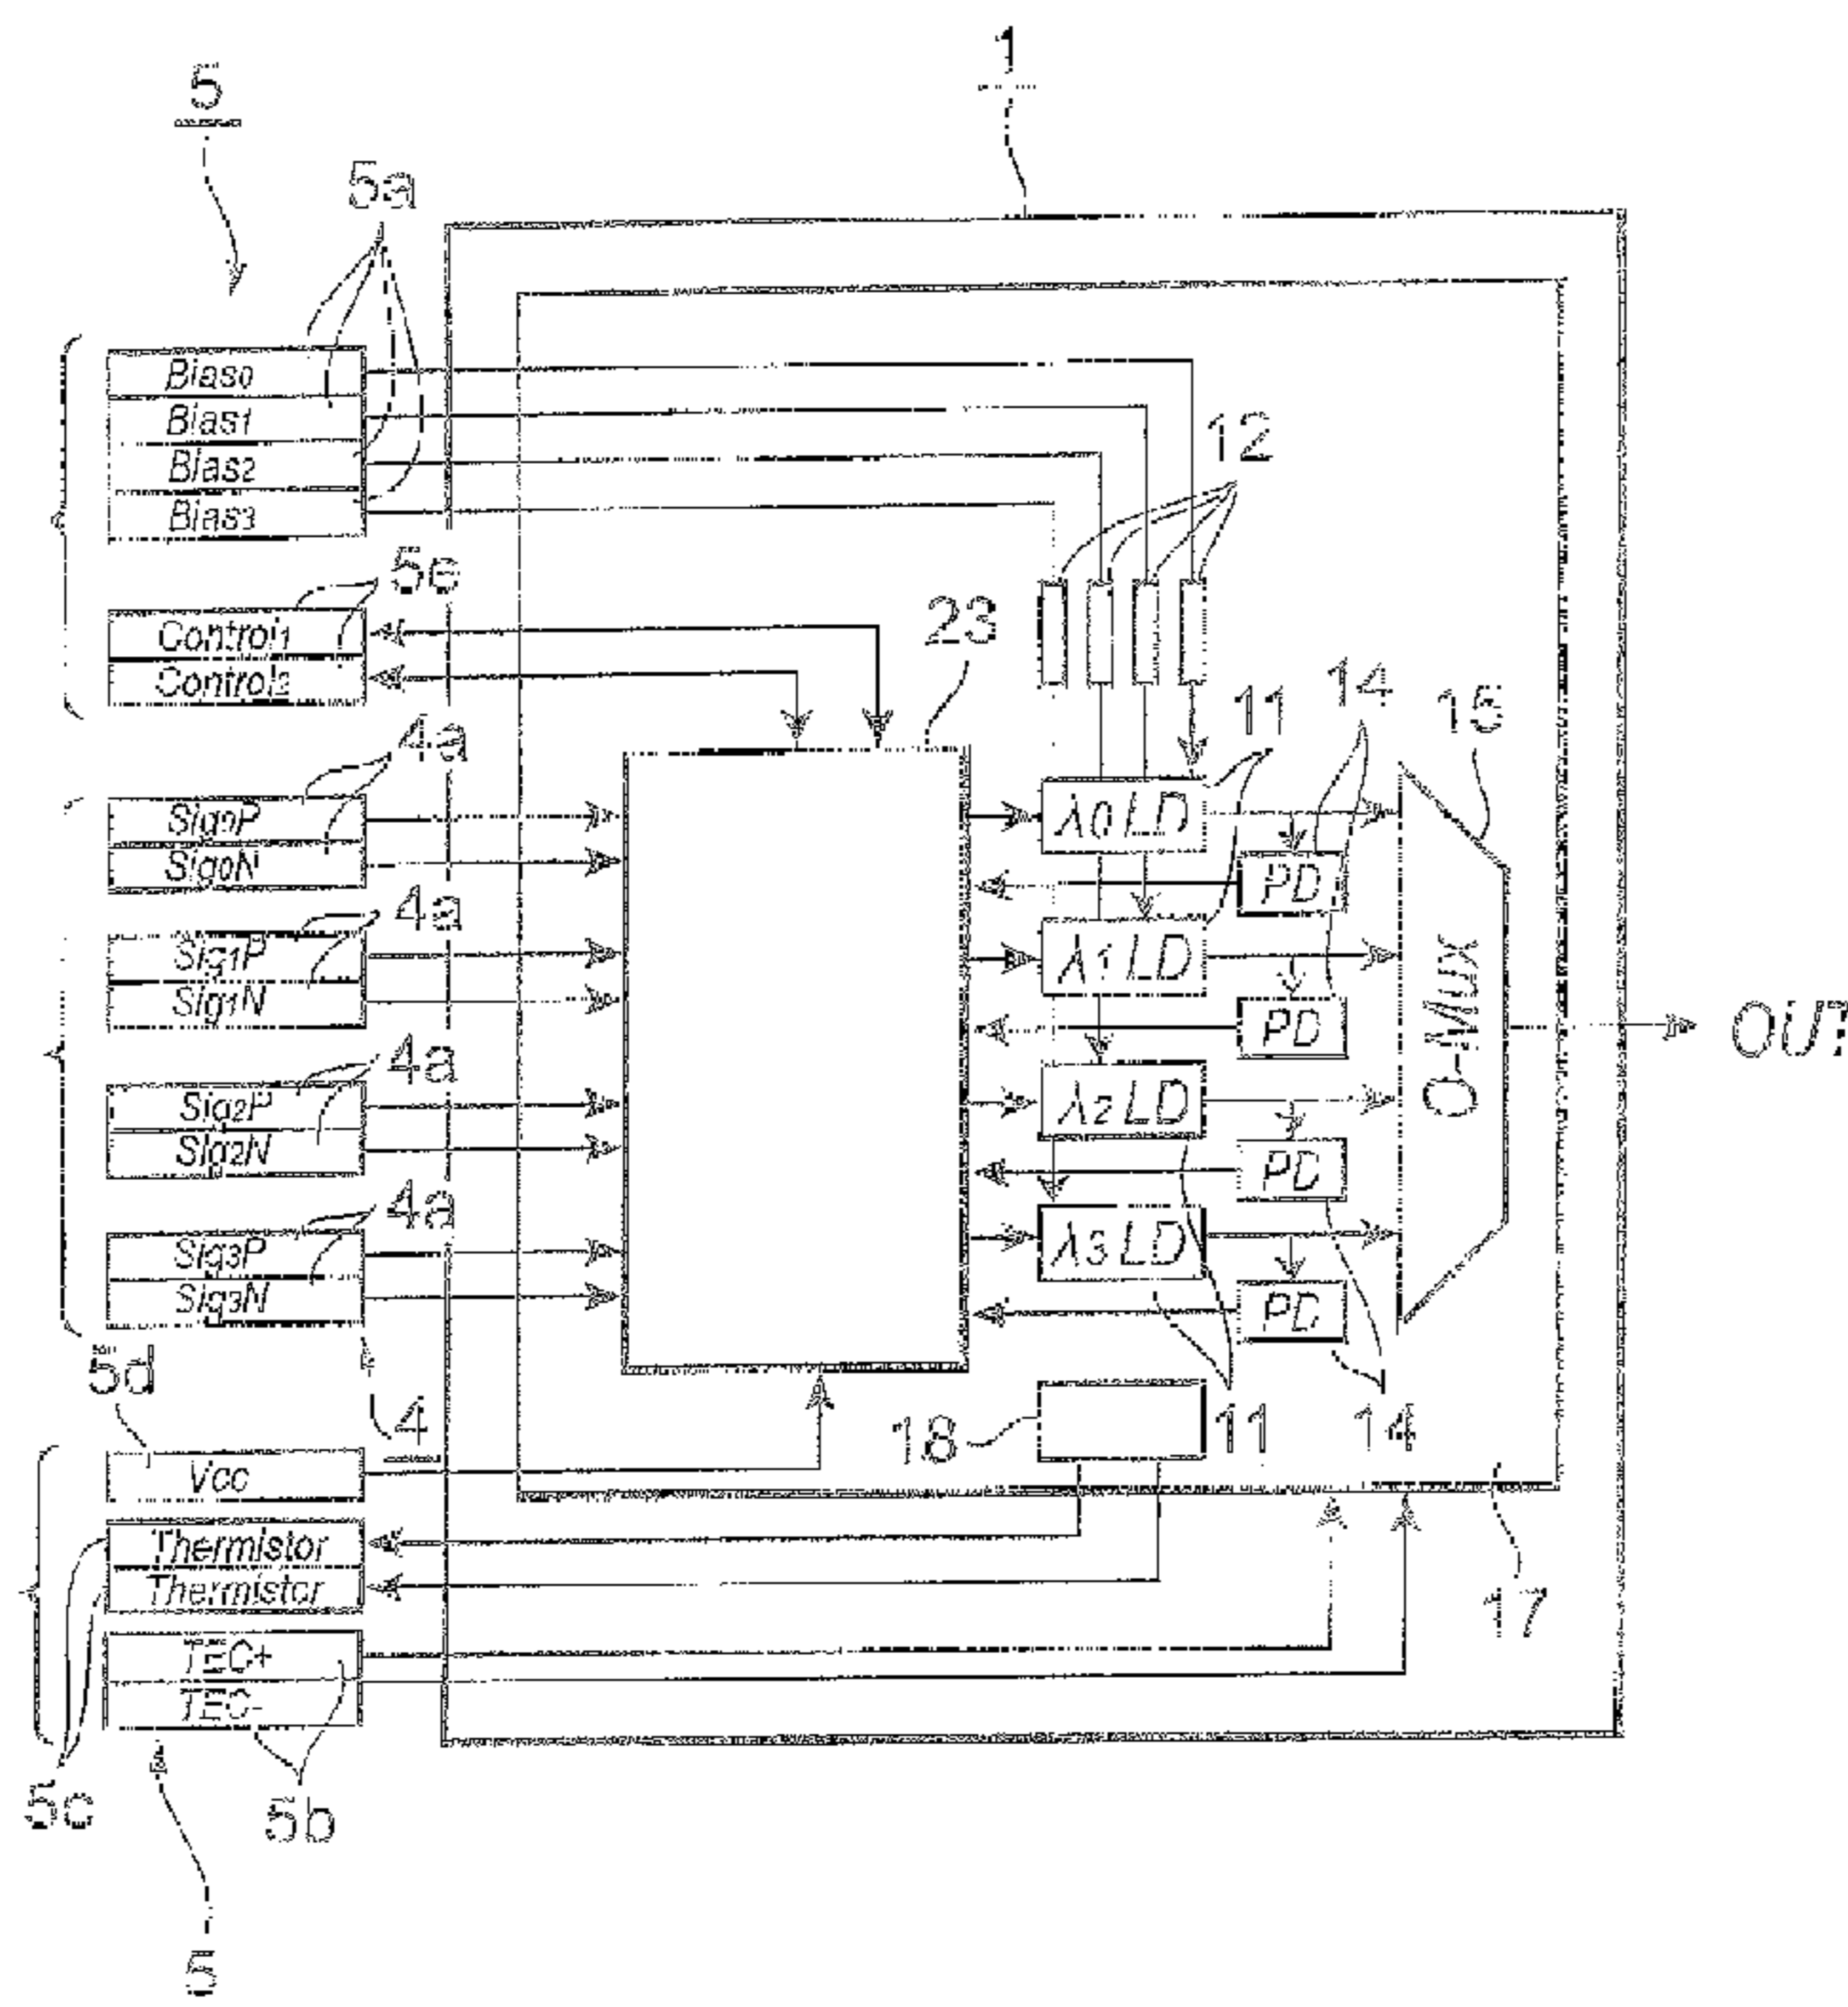 1
5
5a
Bias0
Bias1
Bias2
Bias3
12
5e
Control1
Control2
23
11
14
15
4a
Sig0P
Sig0N
λ0 LD
PD
4a
Sig1P
Sig1N
λ1 LD
PD
O-Mux
OUT
4a
Sig2P
Sig2N
λ2 LD
PD
4a
Sig3P
Sig3N
λ3 LD
PD
5d
4
18
11
14
Vcc
Thermistor
Thermistor
17
TEC+
TEC-
5c
5b
5